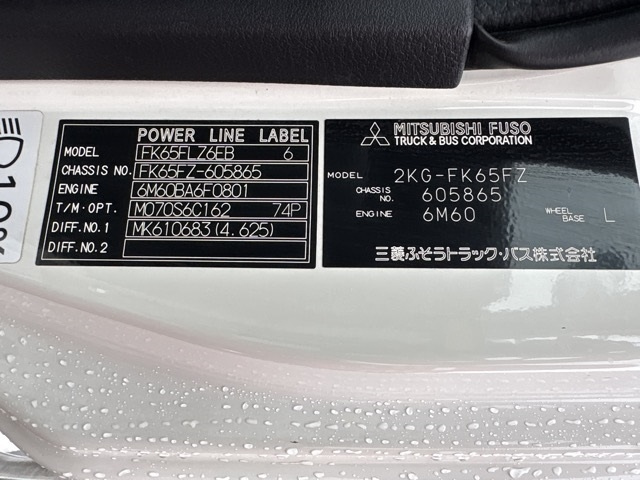 POWER LINE LABEL
MODEL FK65FLZ6EB 6
CHASSIS NO. FK65FZ-605865
ENGINE 6M60BA6F0801
T/M・OPT. M070S6C162 74P
DIFF.NO.1 MK610683(4.625)
DIFF.NO.2
MITSUBISHI FUSO
TRUCK & BUS CORPORATION
MODEL 2KG-FK65FZ
CHASSIS NO. 605865
ENGINE 6M60 WHEEL BASE L
三菱ふそうトラック・バス株式会社